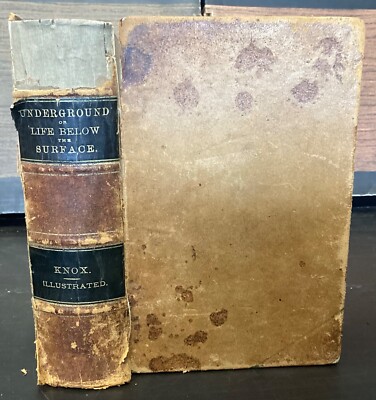 UNDERGROUND
OR
LIFE BELOW
THE
SURFACE.
KNOX.
ILLUSTRATED.